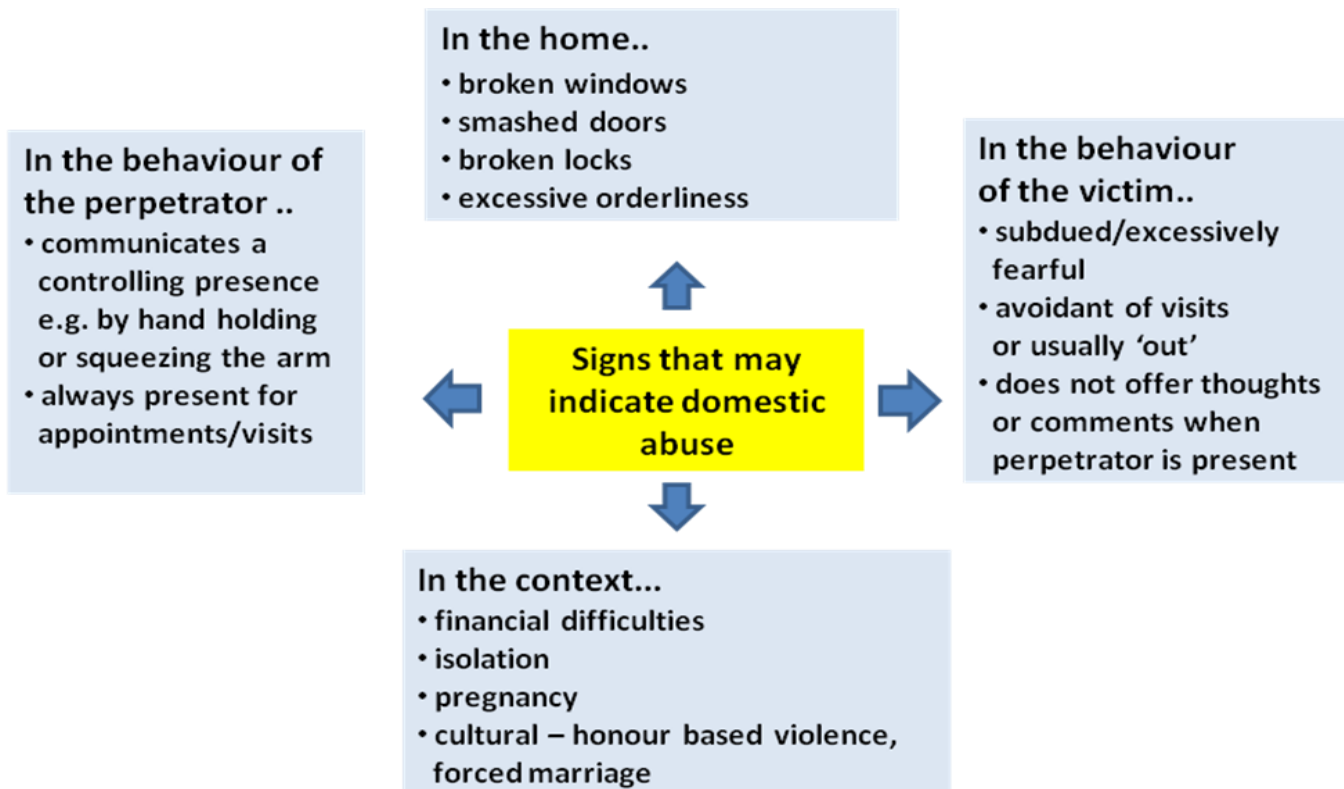 In the home..
• broken windows
• smashed doors
• broken locks
• excessive orderliness
In the behaviour of
the perpetrator ..
• communicates a
controlling presence
e.g. by hand holding
or squeezing the arm
• always present for
appointments/visits
Signs that may
indicate domestic
abuse
In the behaviour
of the victim..
• subdued/excessively
fearful
• avoidant of visits
or usually ‘out’
• does not offer thoughts
or comments when
perpetrator is present
In the context...
• financial difficulties
• isolation
• pregnancy
• cultural – honour based violence,
forced marriage